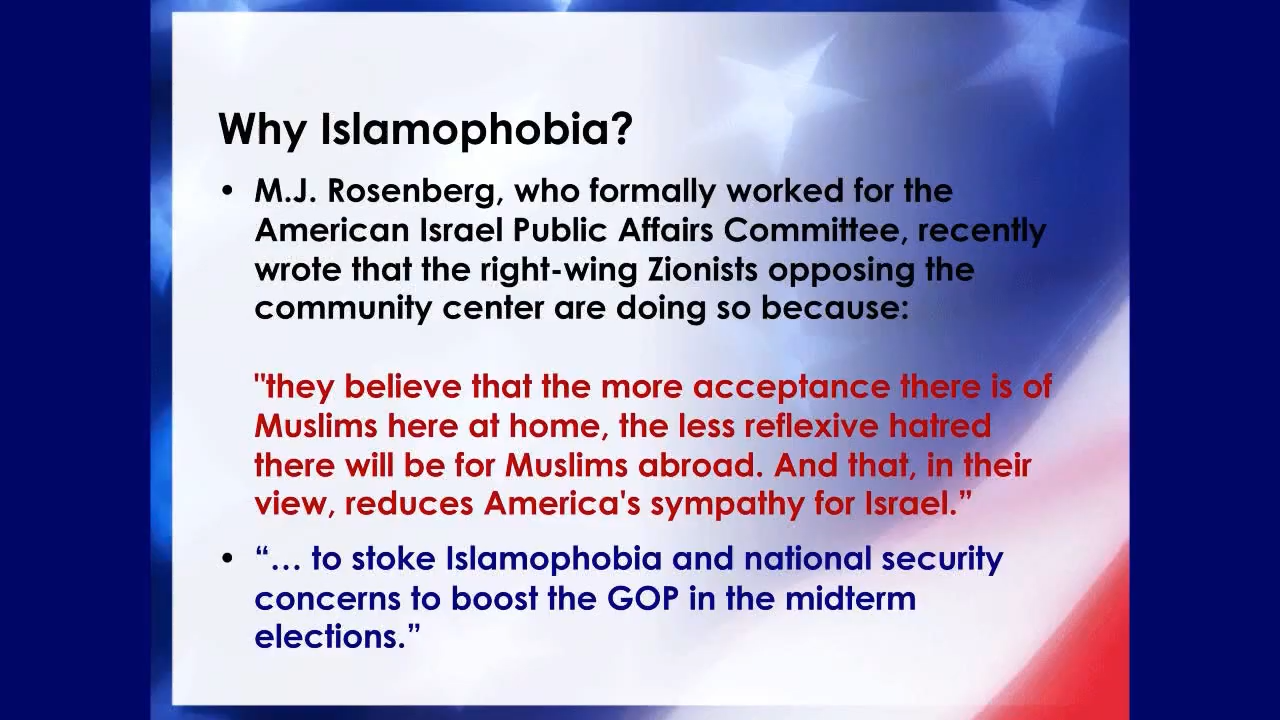 Why Islamophobia?
• M.J. Rosenberg, who formally worked for the
American Israel Public Affairs Committee, recently
wrote that the right-wing Zionists opposing the
community center are doing so because:
"they believe that the more acceptance there is of
Muslims here at home, the less reflexive hatred
there will be for Muslims abroad. And that, in their
view, reduces America's sympathy for Israel.”
• “… to stoke Islamophobia and national security
concerns to boost the GOP in the midterm
elections.”